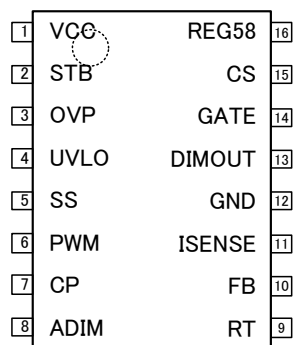 1 VCC REG58 16
2 STB CS 15
3 OVP GATE 14
4 UVLO DIMOUT 13
5 SS GND 12
6 PWM ISENSE 11
7 CP FB 10
8 ADIM RT 9